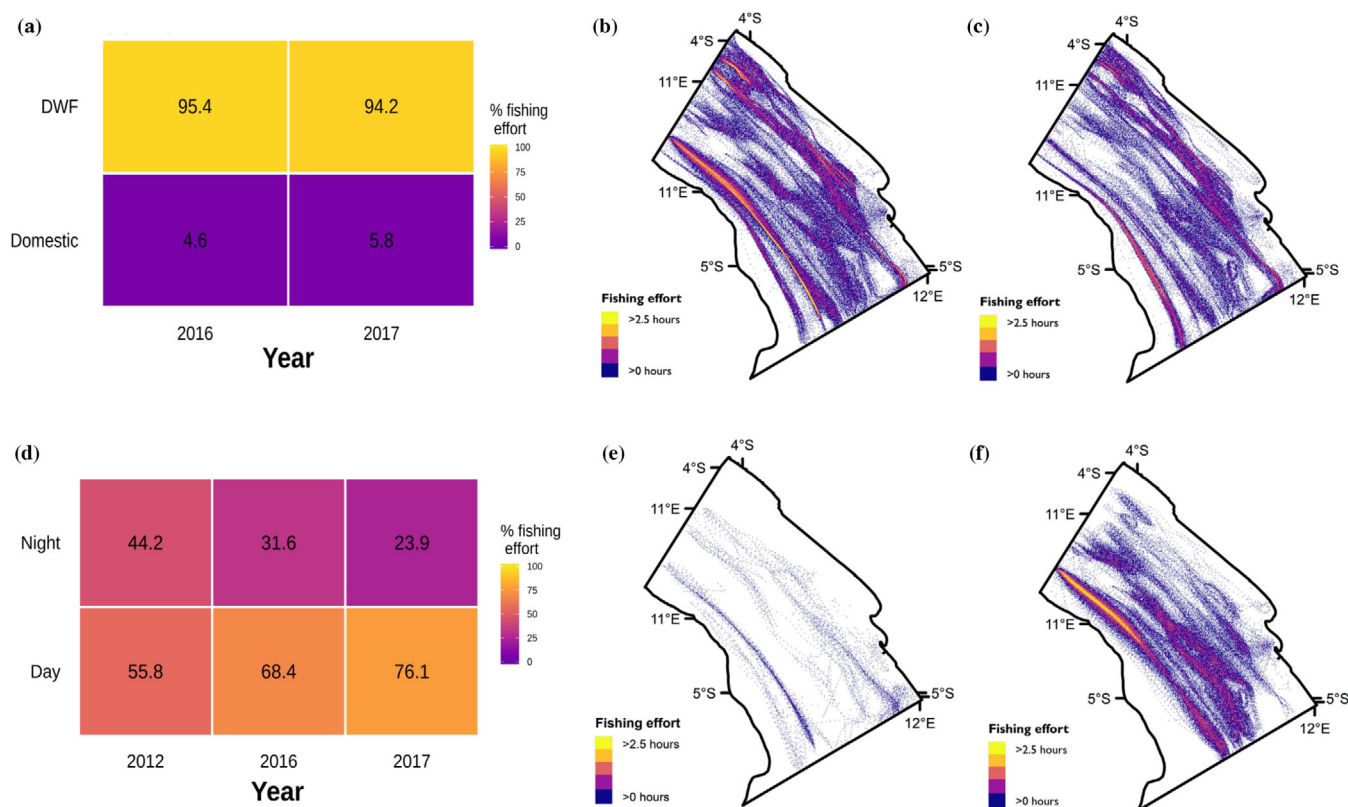 (a)
DWF
95.4
94.2
Domestic
4.6
5.8
2016
2017
Year
% fishing
effort
100
75
50
25
0
(b)
4°S
4°S
11°E
11°E
5°S
5°S
12°E
Fishing effort
>2.5 hours
>0 hours
(c)
4°S
4°S
11°E
11°E
5°S
5°S
12°E
Fishing effort
>2.5 hours
>0 hours
(d)
Night
44.2
31.6
23.9
Day
55.8
68.4
76.1
2012
2016
2017
Year
% fishing
effort
100
75
50
25
0
(e)
4°S
4°S
11°E
11°E
5°S
5°S
12°E
Fishing effort
>2.5 hours
>0 hours
(f)
4°S
4°S
11°E
11°E
5°S
5°S
12°E
Fishing effort
>2.5 hours
>0 hours